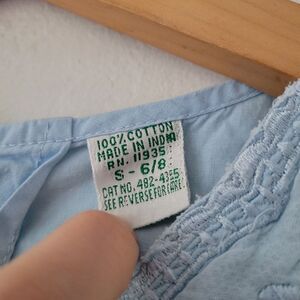 100% COTTON
MADE IN INDIA
RN. 11935
S - 6/8
CAT NO. 482-4355
SEE REVERSE FOR CARE